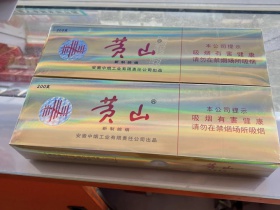 200支
黄山
安徽中烟工业有限责任公司出品
本公司提示
吸烟有害健康
请勿在禁烟场所吸烟
200支
黄山
安徽中烟工业有限责任公司出品
本公司提示
吸烟有害健康
请勿在禁烟场所吸烟